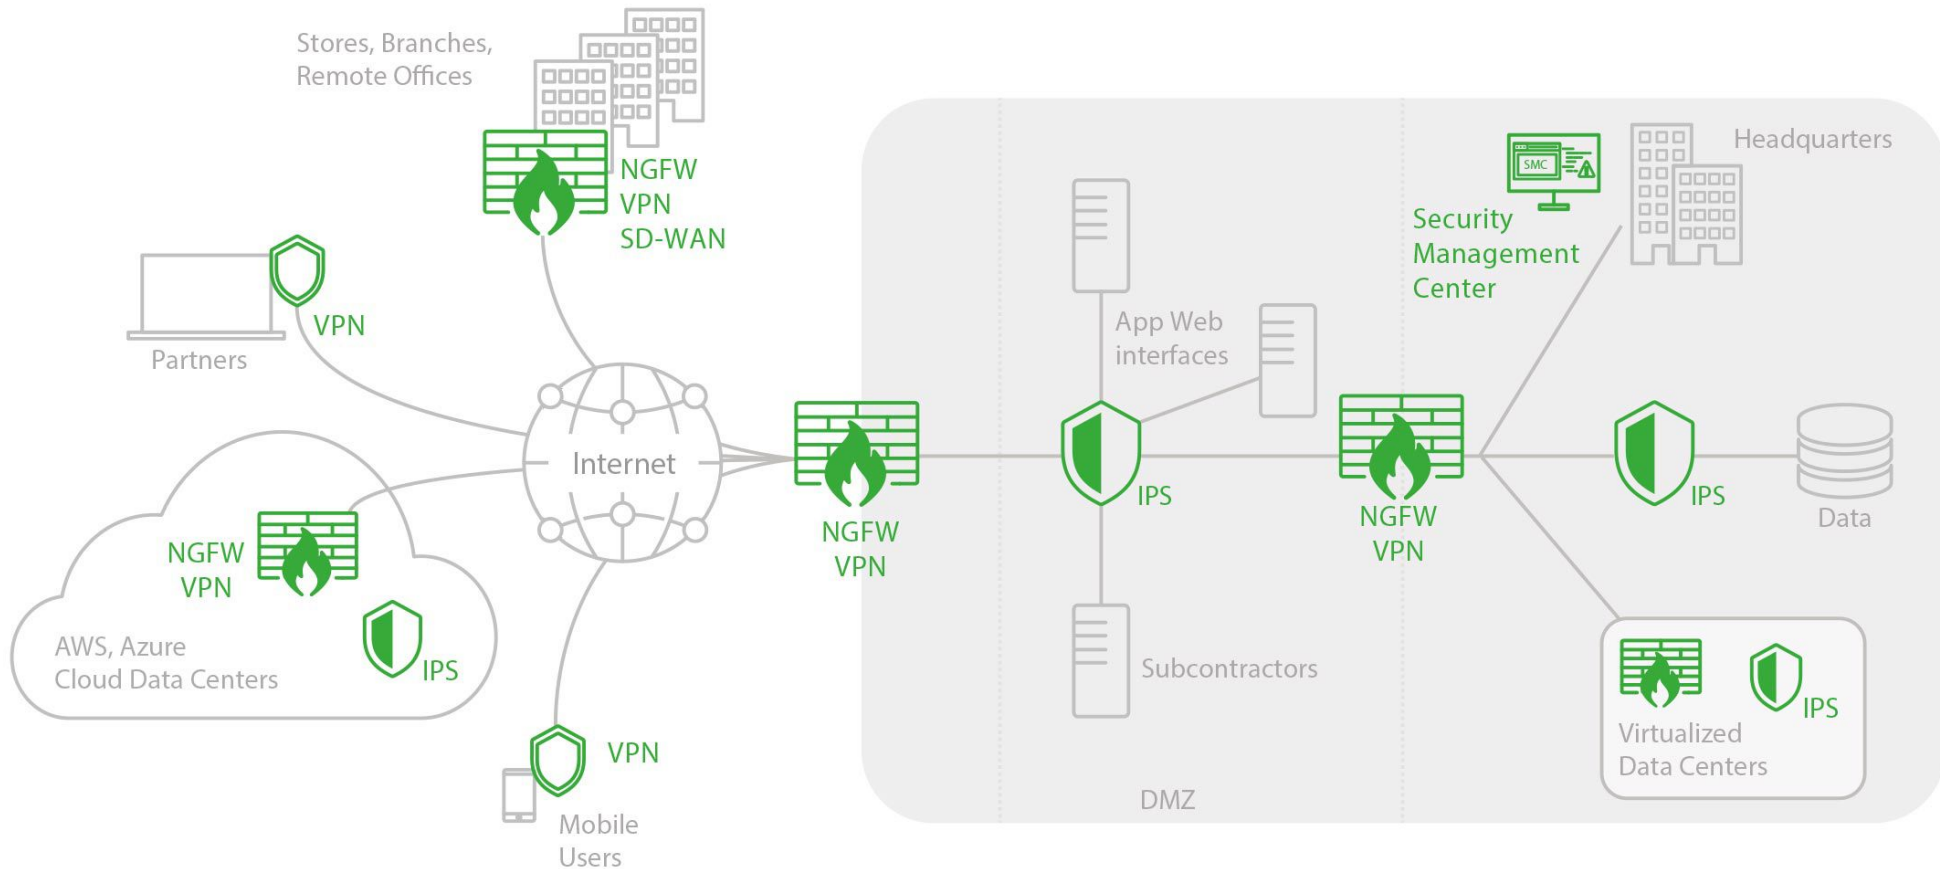 Stores, Branches,
Remote Offices
NGFW
VPN
SD-WAN
VPN
Partners
Internet
NGFW
VPN
AWS, Azure
Cloud Data Centers
IPS
VPN
Mobile
Users
NGFW
VPN
App Web
interfaces
IPS
Subcontractors
DMZ
NGFW
VPN
SMC
Security
Management
Center
Headquarters
IPS
Data
IPS
Virtualized
Data Centers